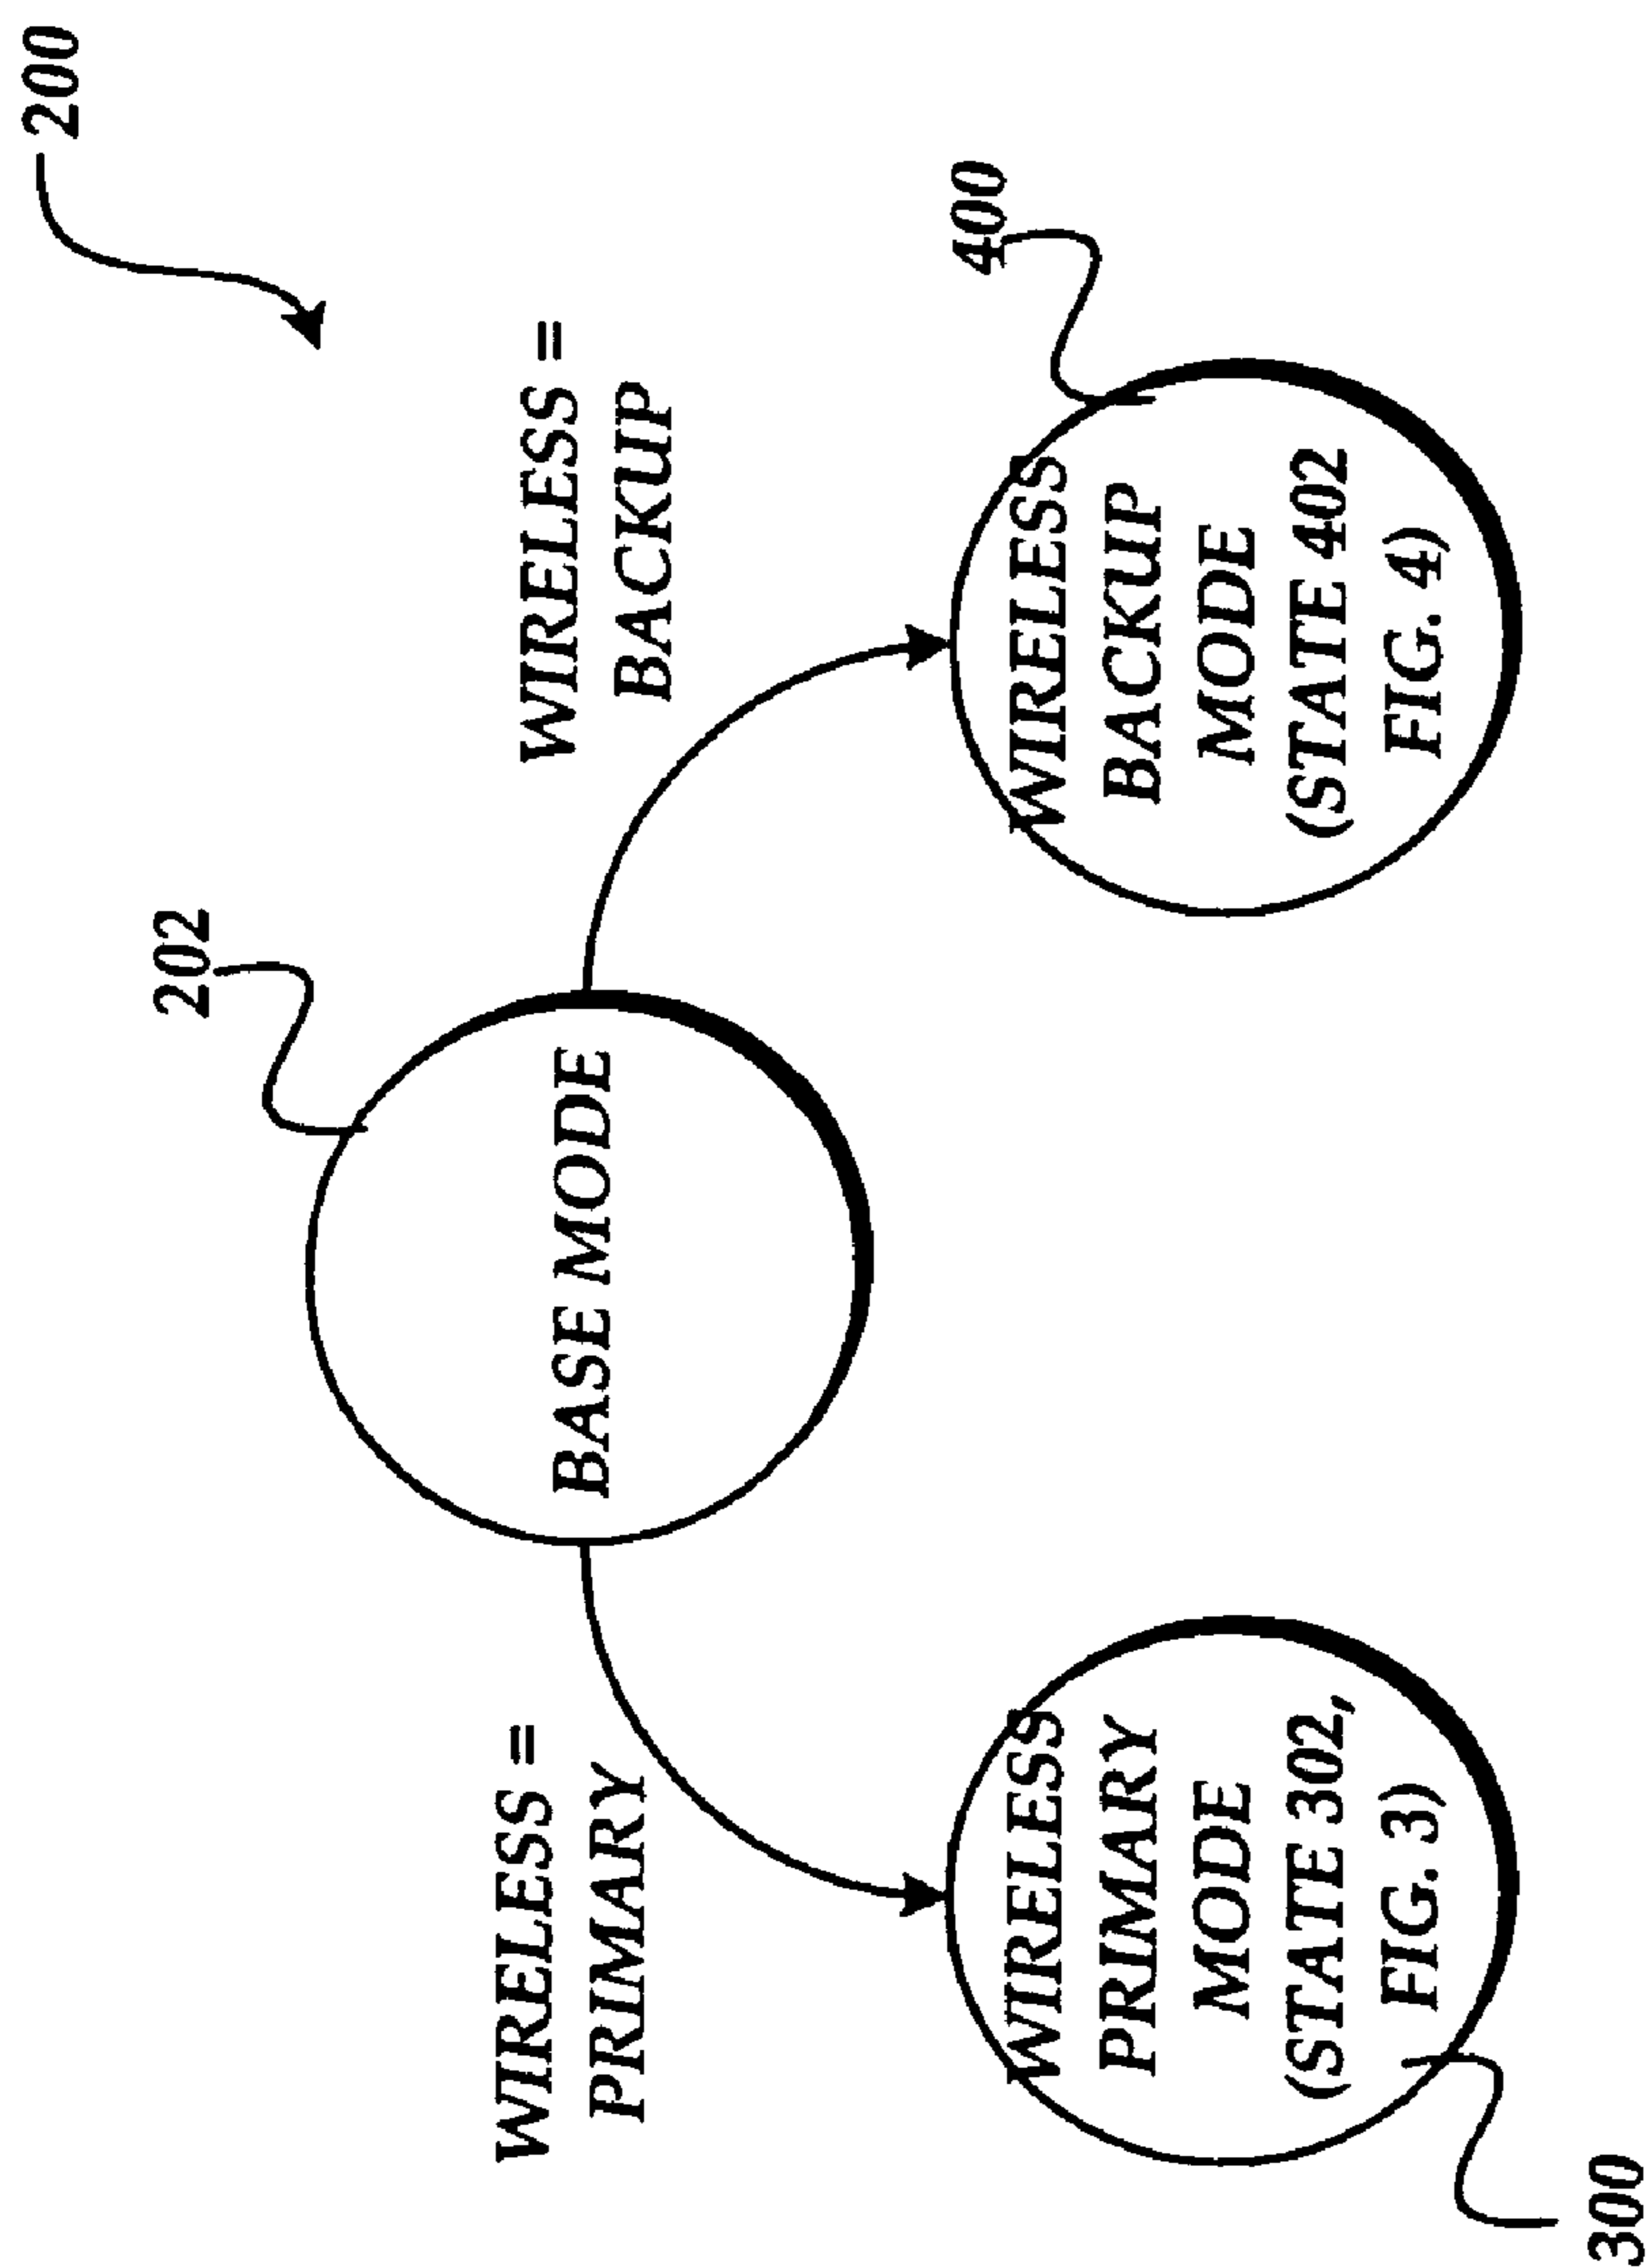 200
202
BASE MODE
WIRELESS =
PRIMARY
WIRELESS =
BACKUP
400
WIRELESS
PRIMARY
MODE
(STATE 302,
FIG. 3)
300
WIRELESS
BACKUP
MODE
(STATE 402
FIG. 4)